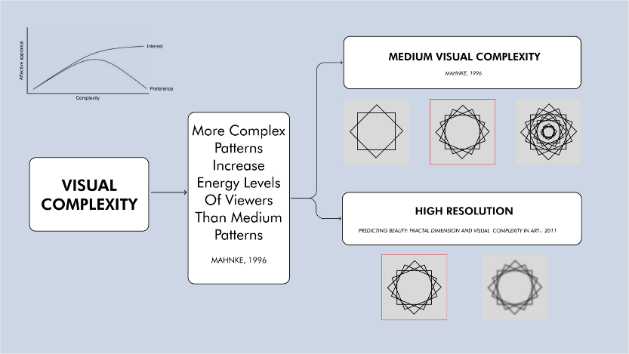 Affective appraisal
Interest
Preference
Complexity
VISUAL
COMPLEXITY
More Complex
Patterns
Increase
Energy Levels
Of Viewers
Than Medium
Patterns
MAHNKE, 1996
MEDIUM VISUAL COMPLEXITY
MAHNKE, 1996
HIGH RESOLUTION
PREDICTING BEAUTY: FRACTAL DIMENSION AND VISUAL COMPLEXITY IN ART, 2011